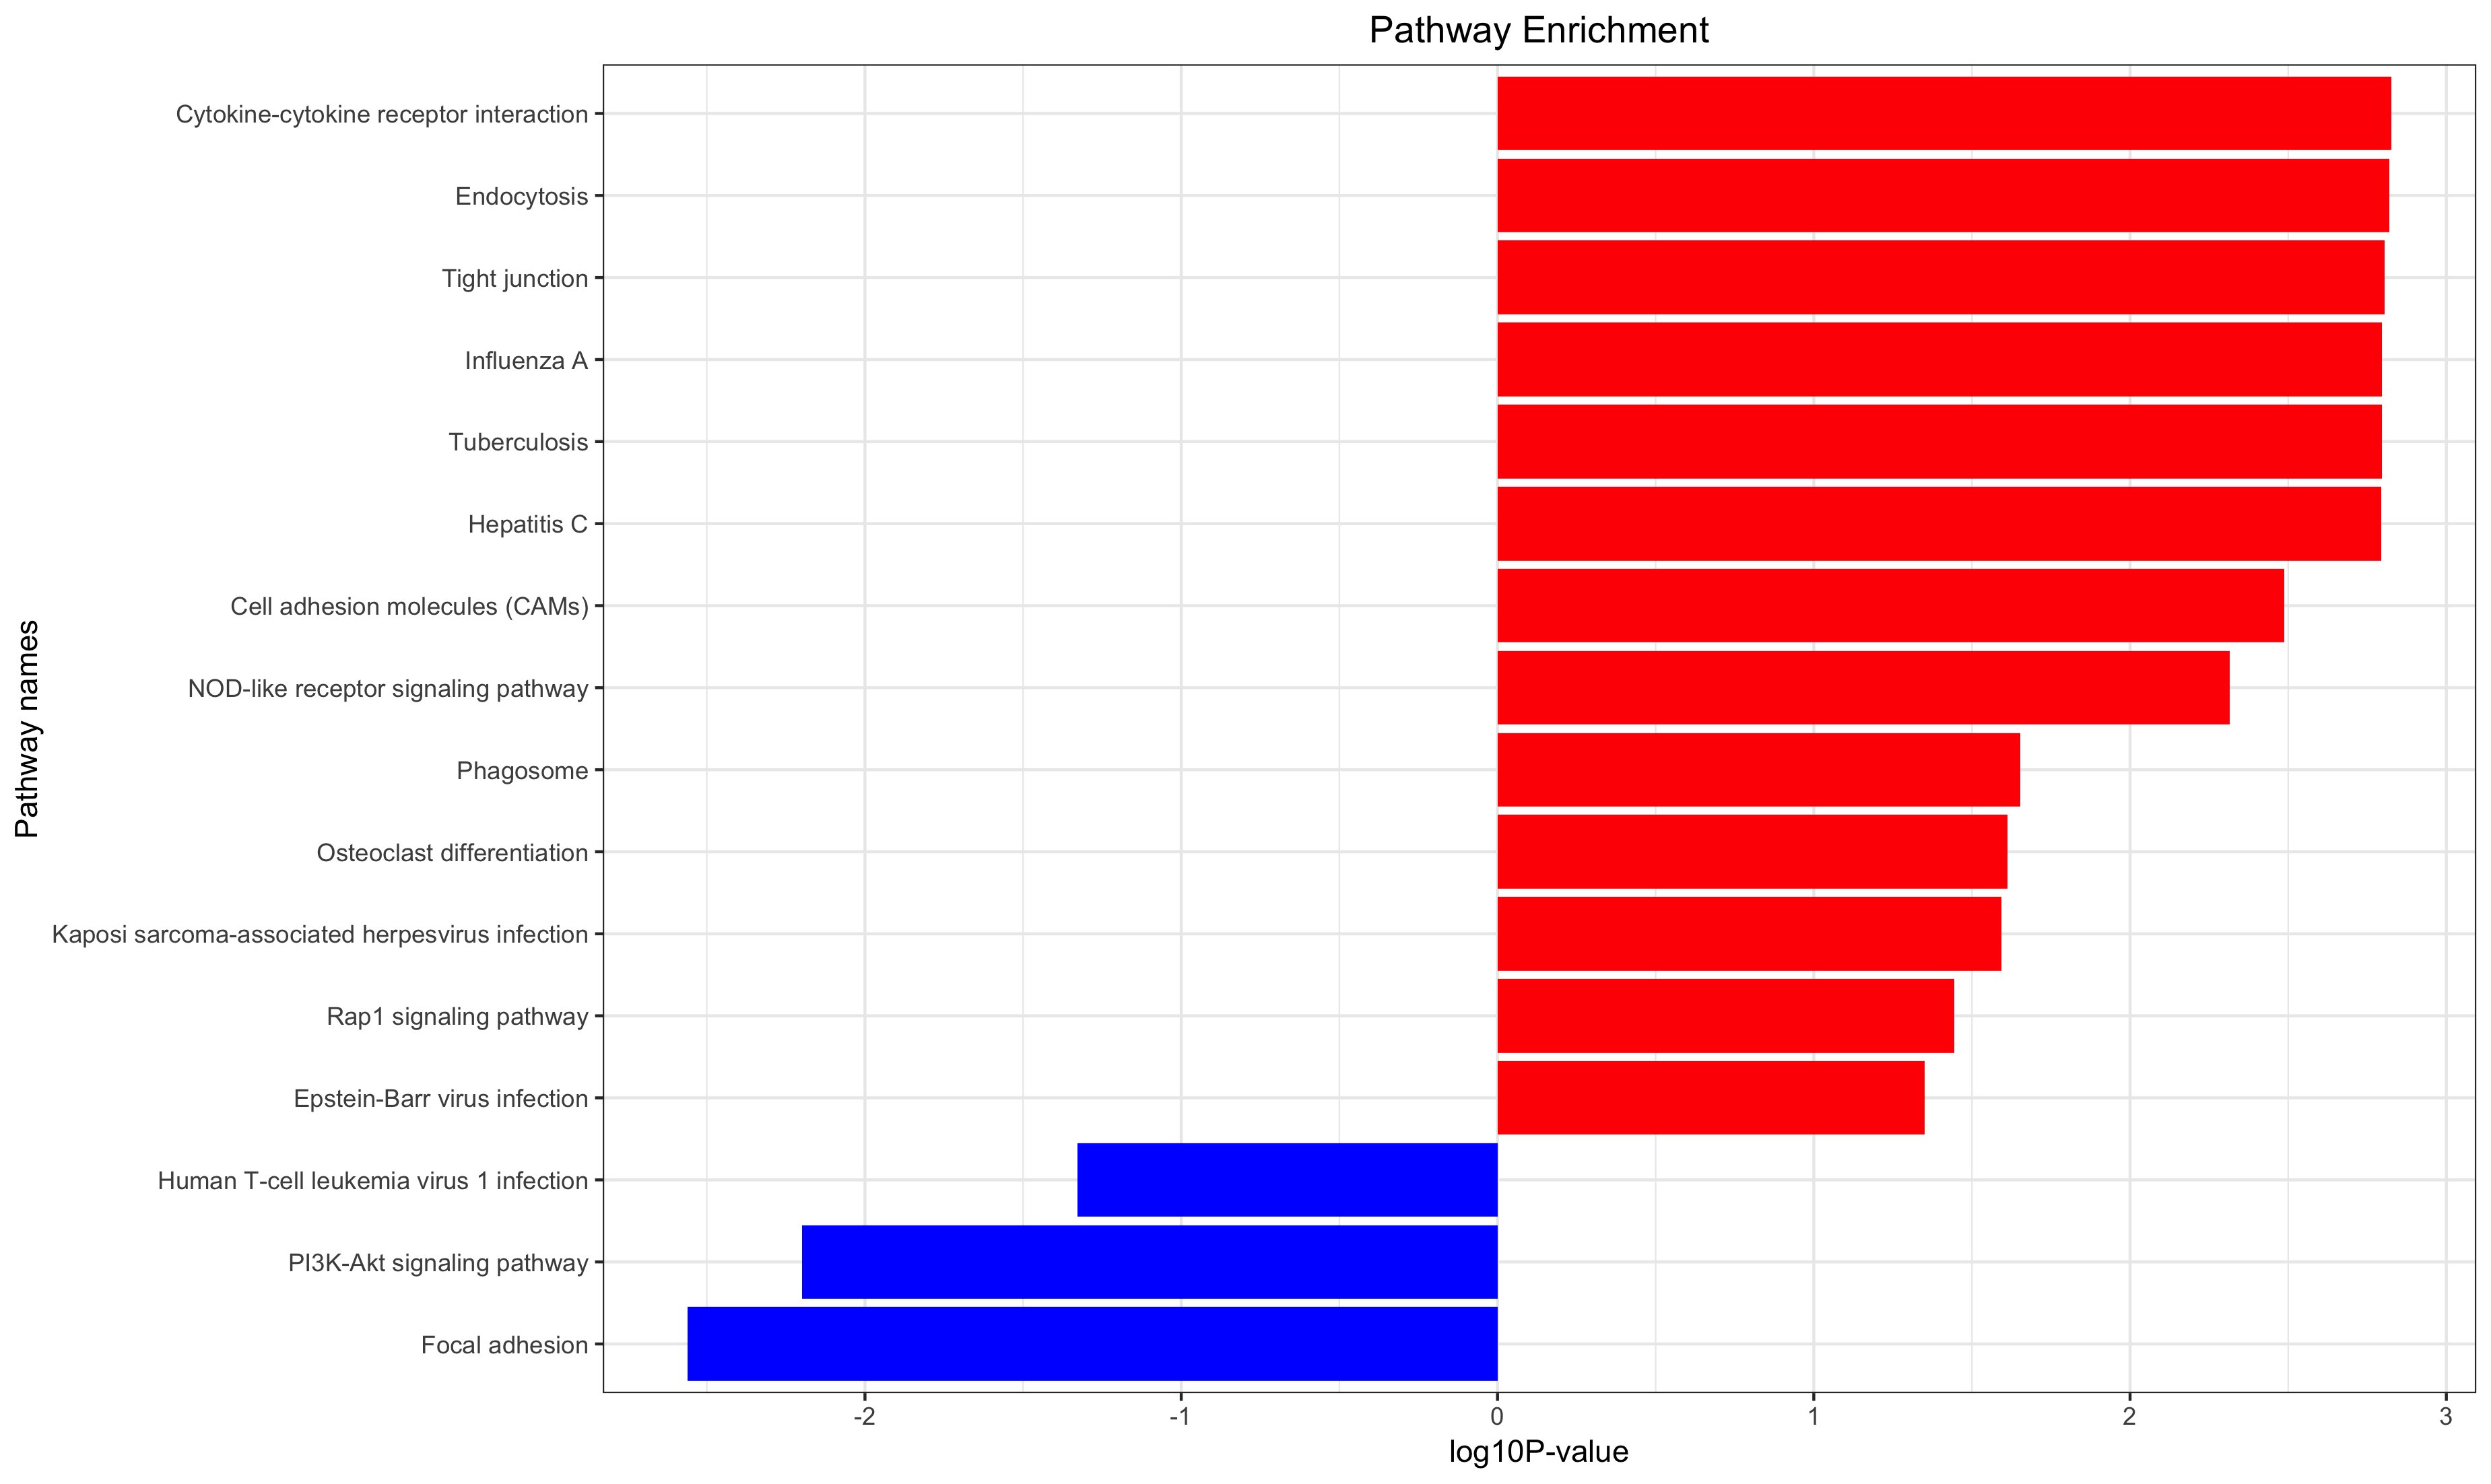 Pathway Enrichment
Cytokine-cytokine receptor interaction
Endocytosis
Tight junction
Influenza A
Tuberculosis
Hepatitis C
Cell adhesion molecules (CAMs)
NOD-like receptor signaling pathway
Phagosome
Osteoclast differentiation
Kaposi sarcoma-associated herpesvirus infection
Rap1 signaling pathway
Epstein-Barr virus infection
Human T-cell leukemia virus 1 infection
PI3K-Akt signaling pathway
Focal adhesion
Pathway names
-2 -1 0 1 2 3
log10P-value